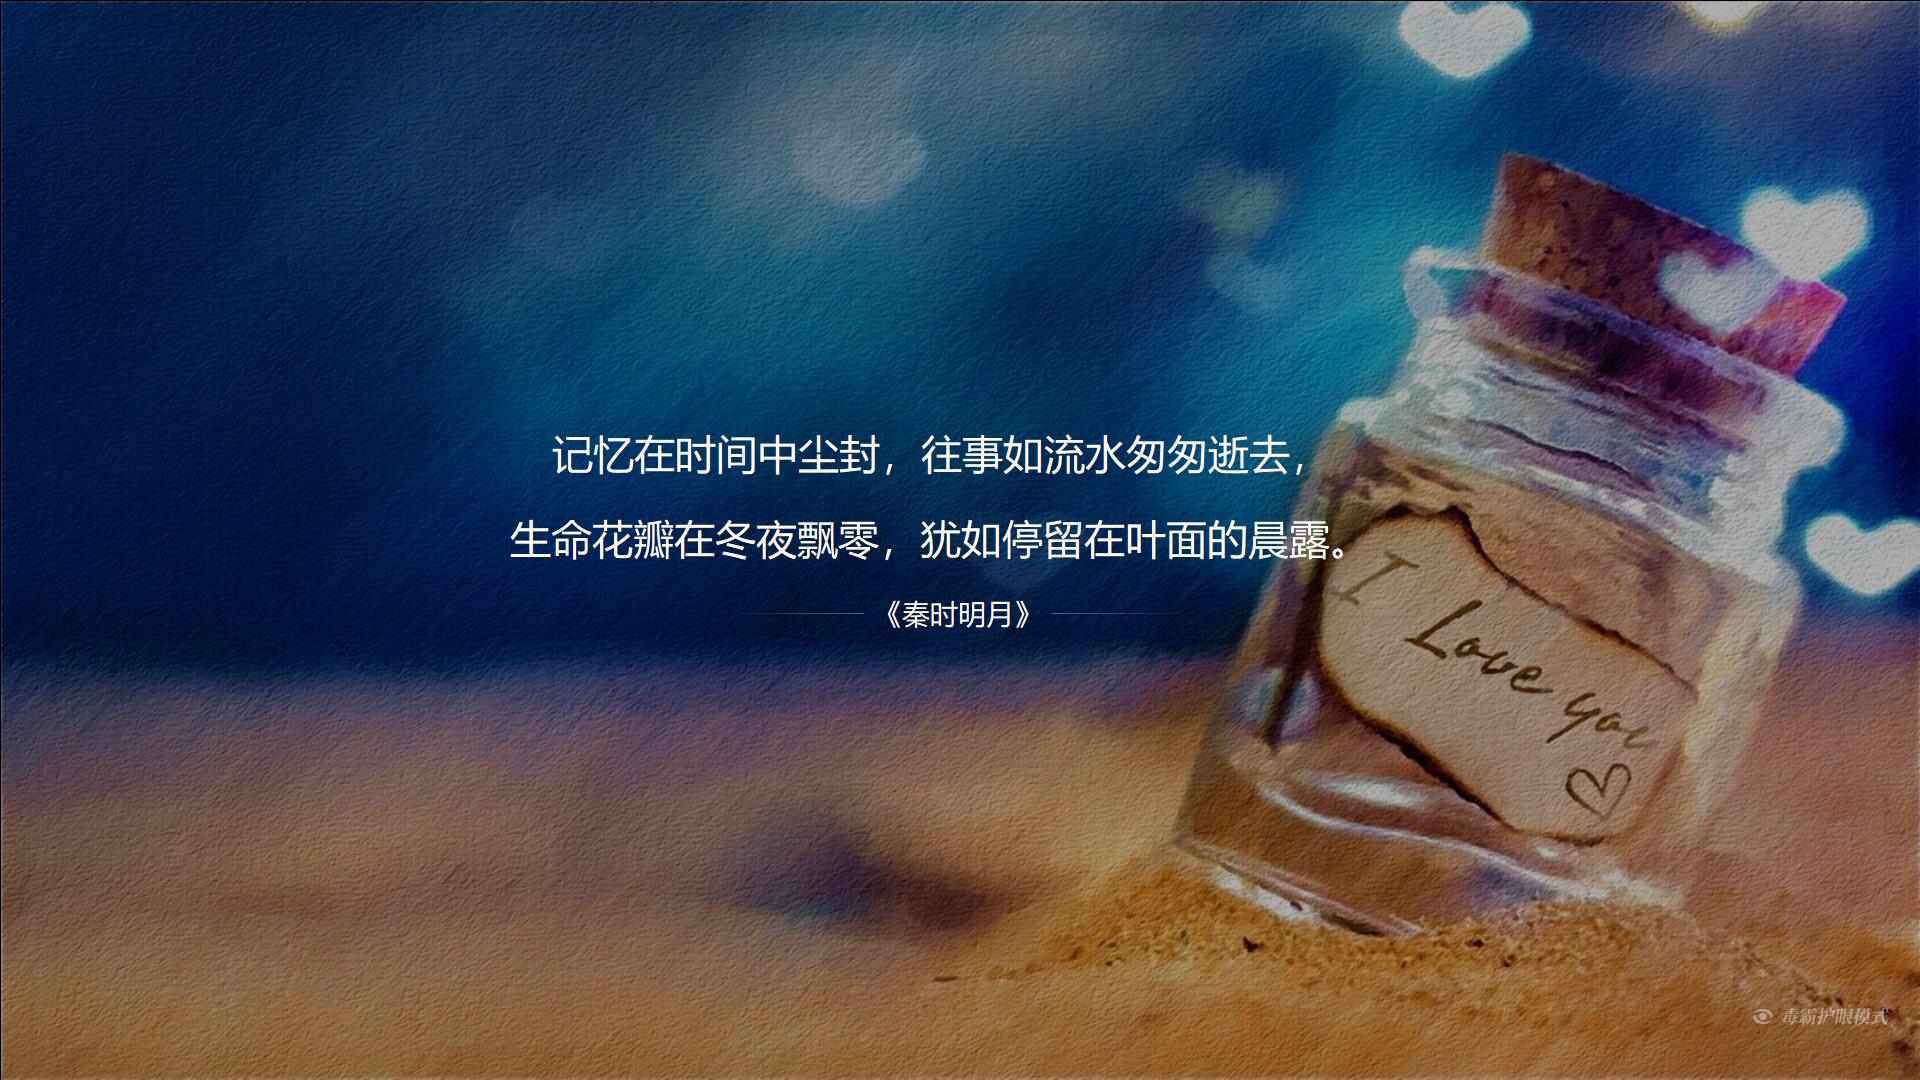 记忆在时间中尘封，往事如流水匆匆逝去，
生命花瓣在冬夜飘零，犹如停留在叶面的晨露。
《秦时明月》
I
Love you
毒霸护眼模式